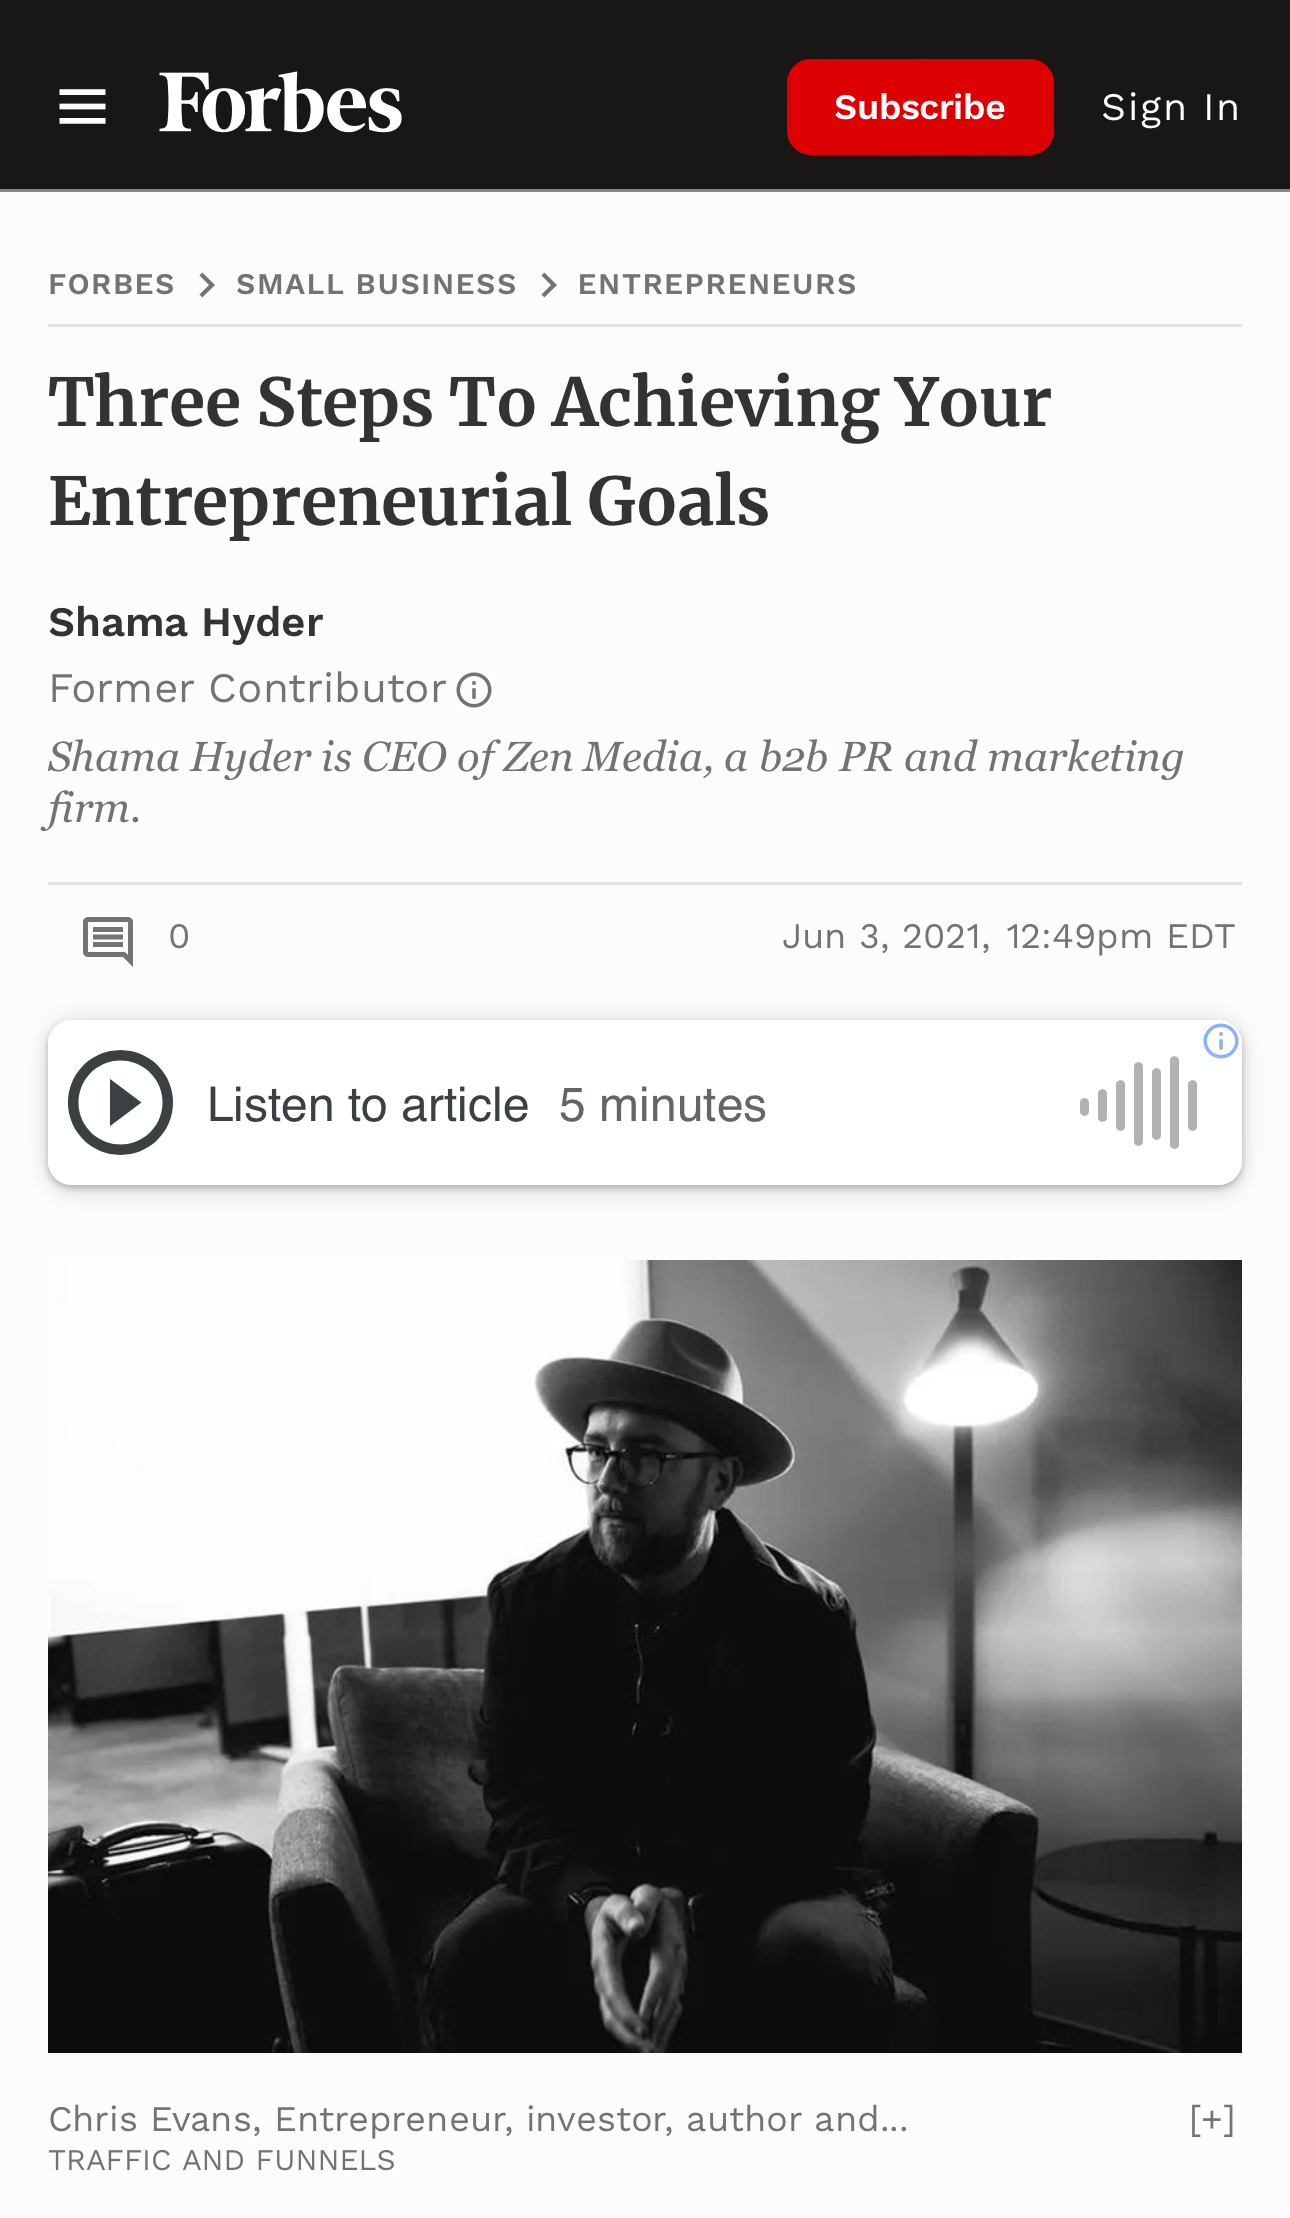 Forbes
Subscribe
Sign In
FORBES > SMALL BUSINESS > ENTREPRENEURS
Three Steps To Achieving Your
Entrepreneurial Goals
Shama Hyder
Former Contributor
Shama Hyder is CEO of Zen Media, a b2b PR and marketing
firm.
0
Jun 3, 2021, 12:49pm EDT
Listen to article 5 minutes
Chris Evans, Entrepreneur, investor, author and...
[+]
TRAFFIC AND FUNNELS